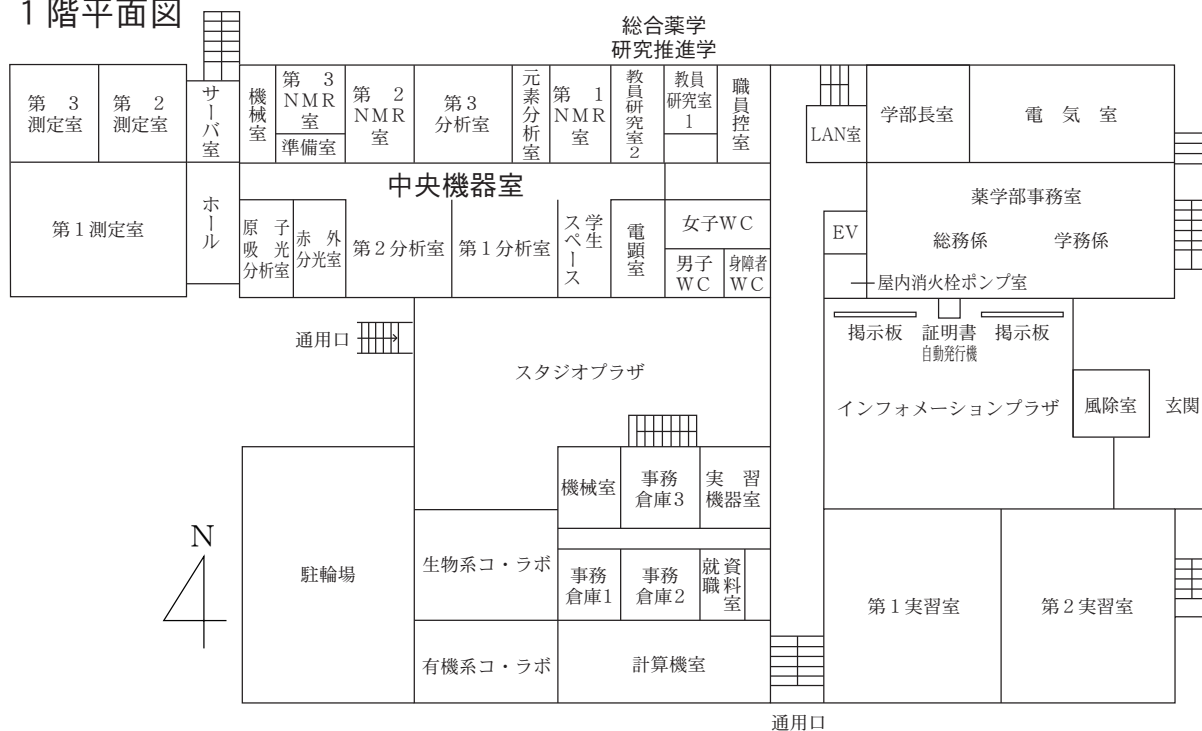 1階平面図
総合薬学
研究推進学
第 3
測定室
第 2
測定室
サーバ室
機械室
第 3
NMR
室
準備室
第 2
NMR
室
第3
分析室
元素分析室
第 1
NMR
室
教員研究室2
教員
研究室
1
職員控室
LAN室
学部長室
電 気 室
中央機器室
第1測定室
ホール
原 子
吸 光
分析室
赤 外
分光室
第2分析室
第1分析室
学生
スペース
電顕室
女子WC
男子
WC
身障者
WC
EV
薬学部事務室
総務係
学務係
屋内消火栓ポンプ室
掲示板
証明書
自動発行機
掲示板
通用口
スタジオプラザ
インフォメーションプラザ
風除室
玄関
機械室
事務
倉庫3
実 習
機器室
N
駐輪場
生物系コ・ラボ
事務
倉庫1
事務
倉庫2
就職
資料室
第1実習室
第2実習室
有機系コ・ラボ
計算機室
通用口